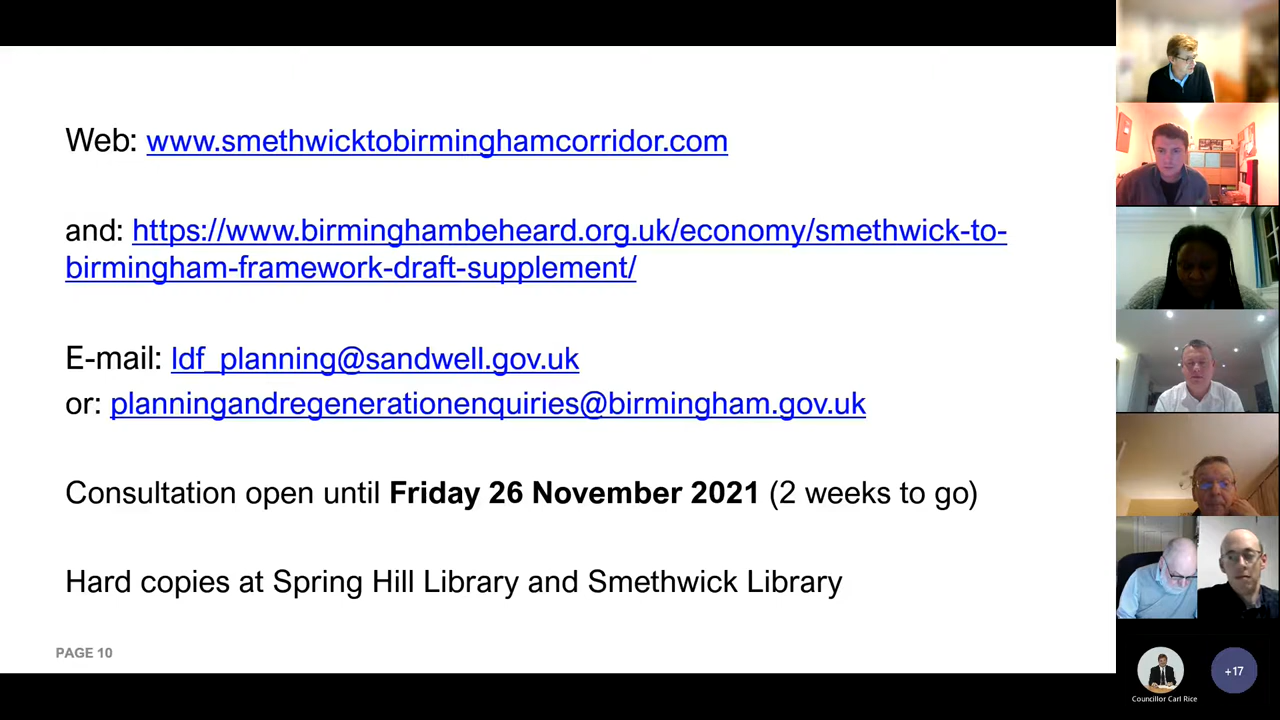 Web: www.smethwicktobirminghamcorridor.com
and: https://www.birminghambeheard.org.uk/economy/smethwick-to-
birmingham-framework-draft-supplement/
E-mail: ldf_planning@sandwell.gov.uk
or: planningandregenerationenquiries@birmingham.gov.uk
Consultation open until Friday 26 November 2021 (2 weeks to go)
Hard copies at Spring Hill Library and Smethwick Library
PAGE 10
+17
Councillor Carl Rice